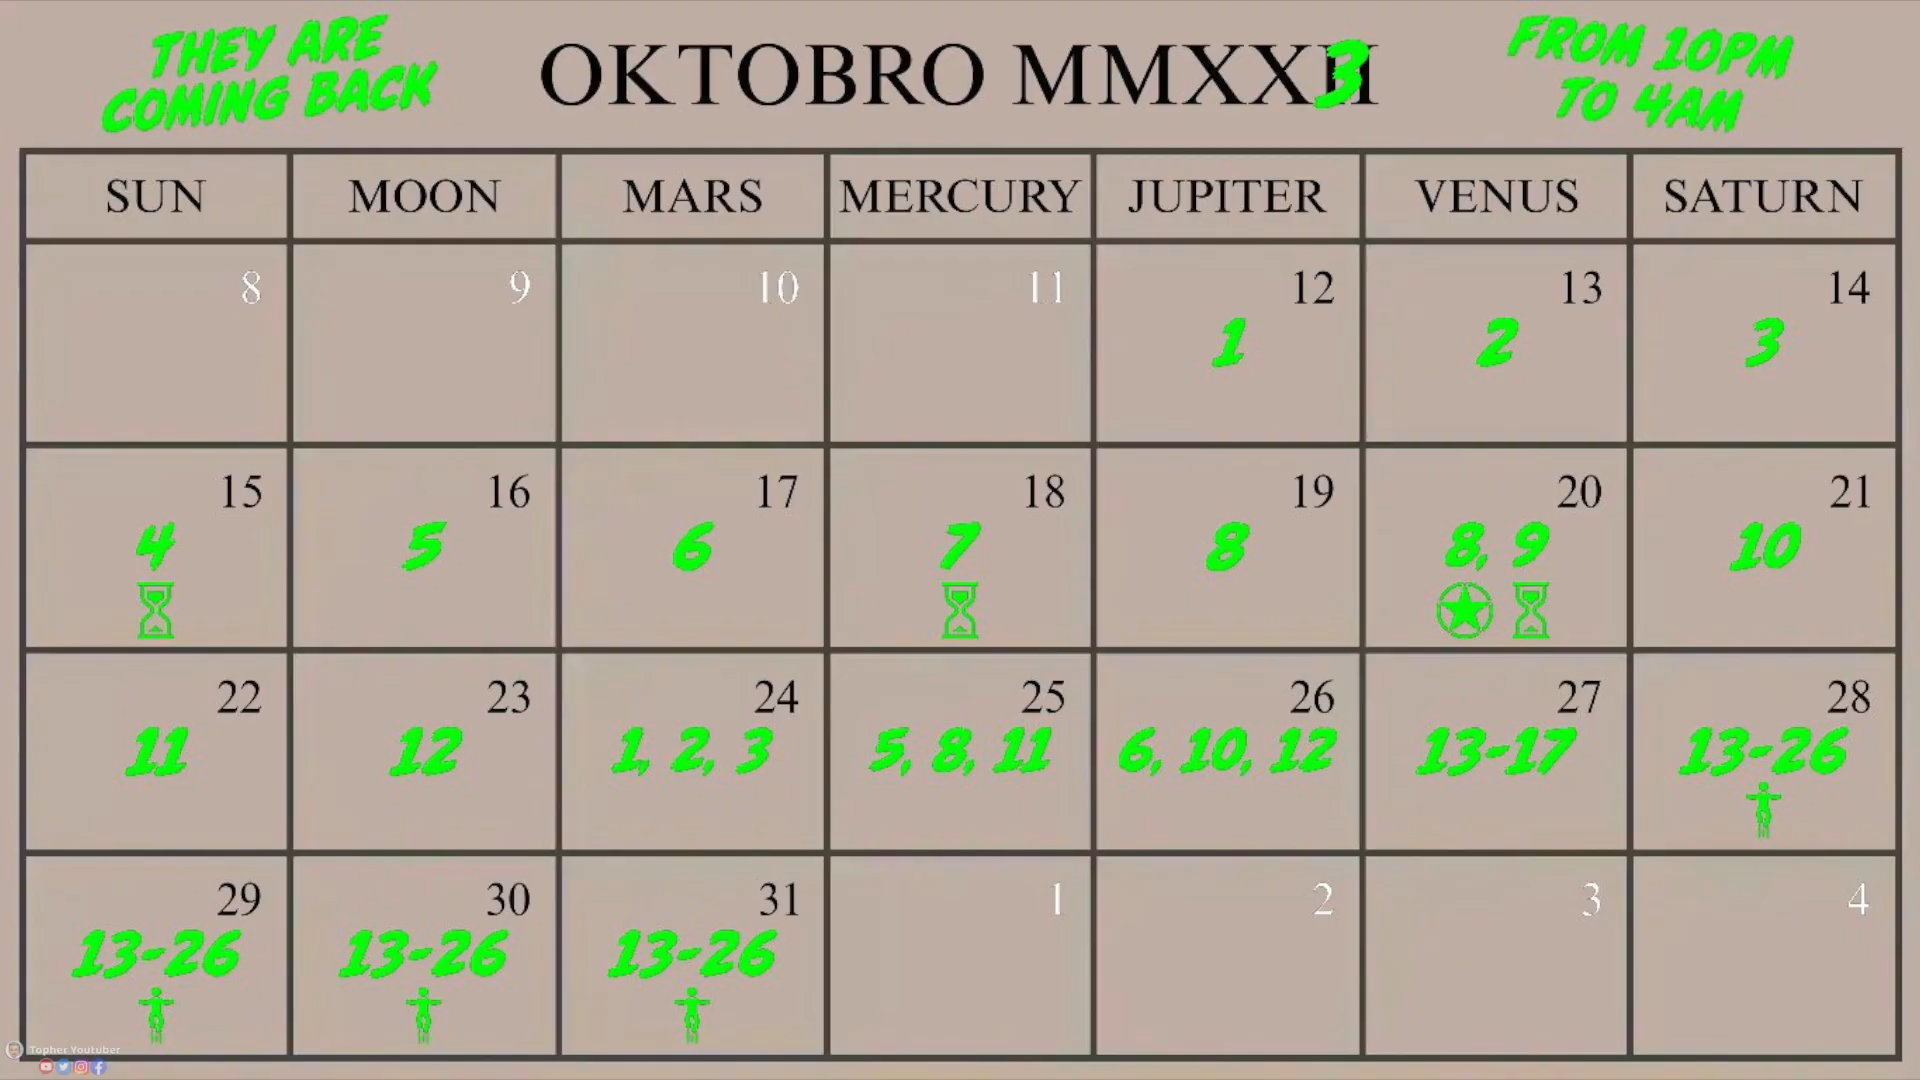 THEY ARE
COMING BACK
OKTOBRO MMXXII
3
FROM 10PM
TO 4AM
SUN MOON MARS MERCURY JUPITER VENUS SATURN
8 9 10 11 12 13 14
1 2 3
15 16 17 18 19 20 21
4 5 6 7 8 8, 9 10
22 23 24 25 26 27 28
11 12 1, 2, 3 5, 8, 11 6, 10, 12 13-17 13-26
29 30 31 1 2 3 4
13-26 13-26 13-26
Topher Youtuber